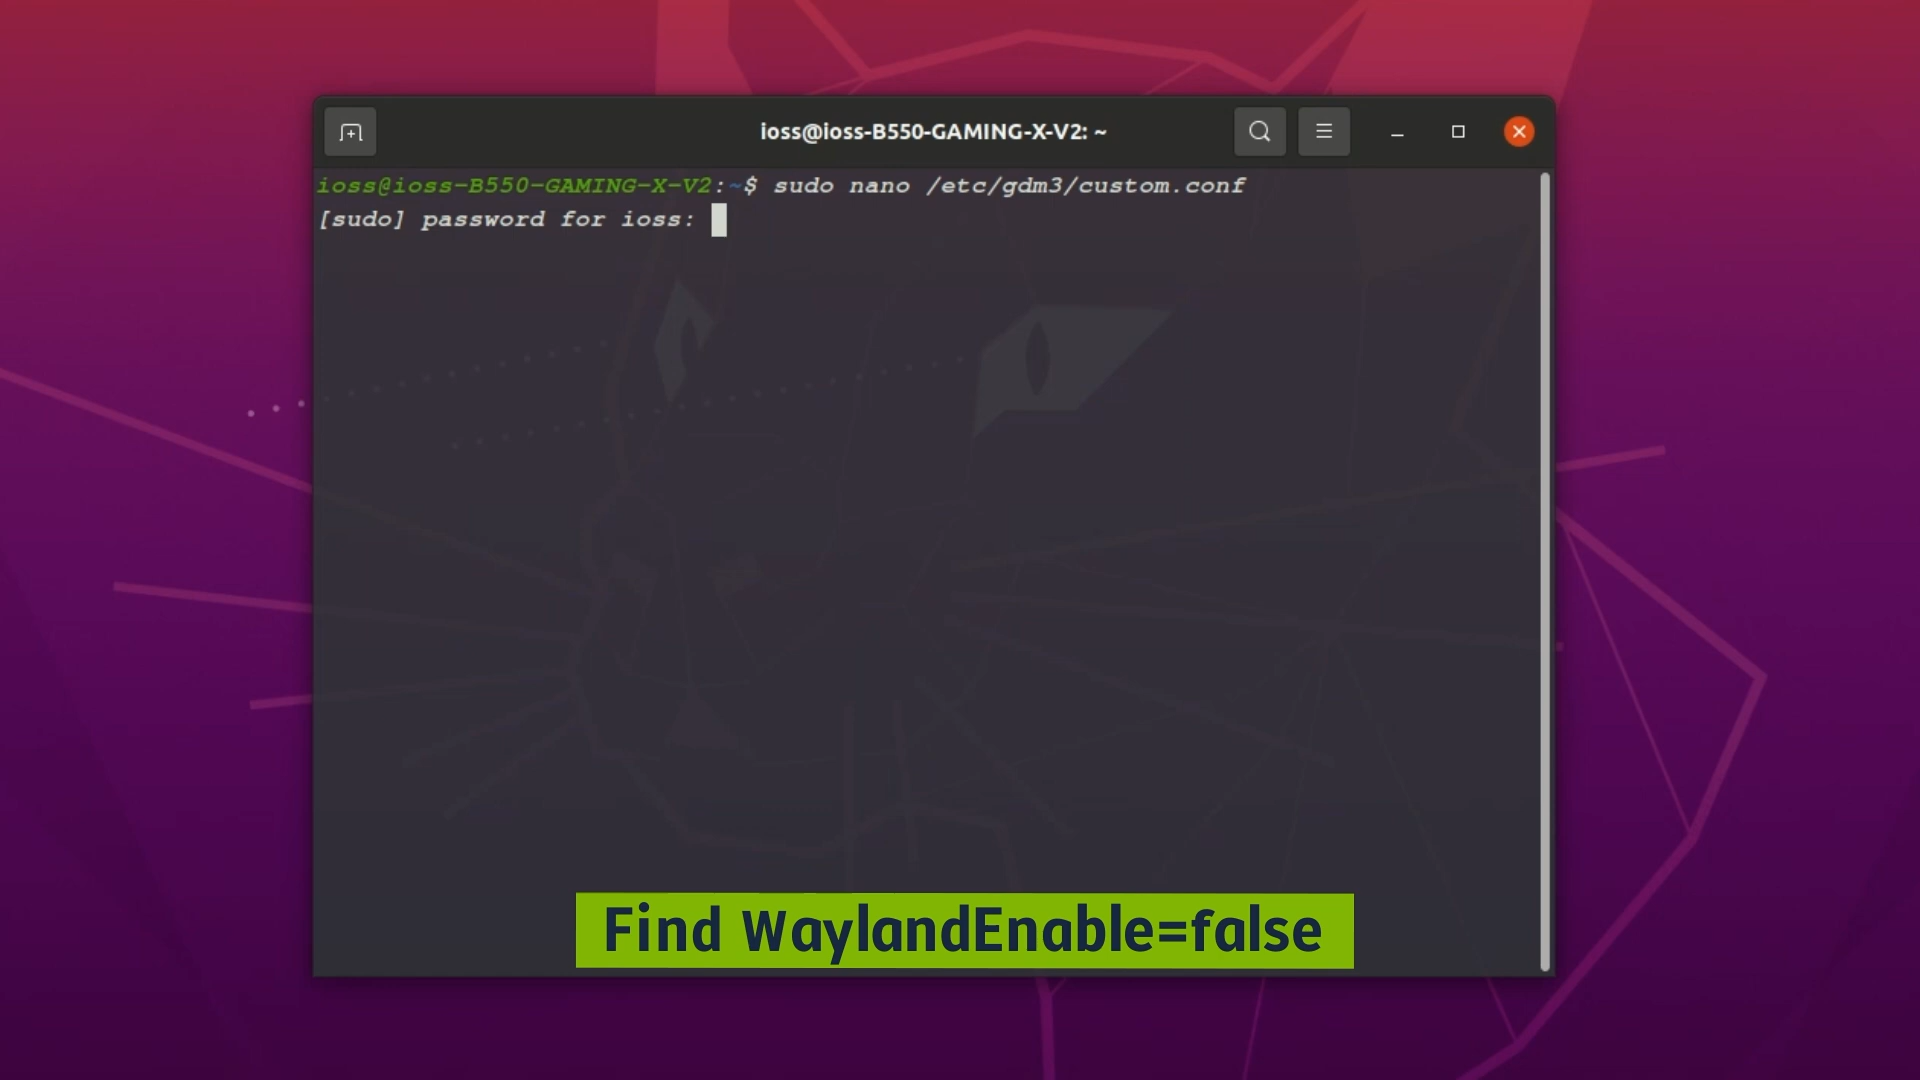 ioss@ioss-B550-GAMING-X-V2: ~
ioss@ioss-B550-GAMING-X-V2:~$ sudo nano /etc/gdm3/custom.conf
[sudo] password for ioss:
Find WaylandEnable=false